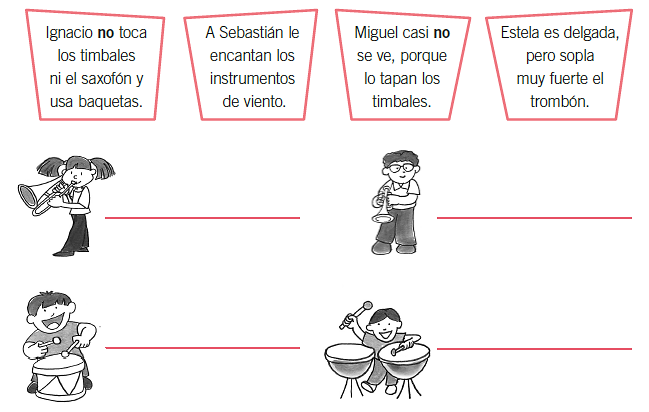 Ignacio no toca
los timbales
ni el saxofón y
usa baquetas.
A Sebastián le
encantan los
instrumentos
de viento.
Miguel casi no
se ve, porque
lo tapan los
timbales.
Estela es delgada,
pero sopla
muy fuerte el
trombón.